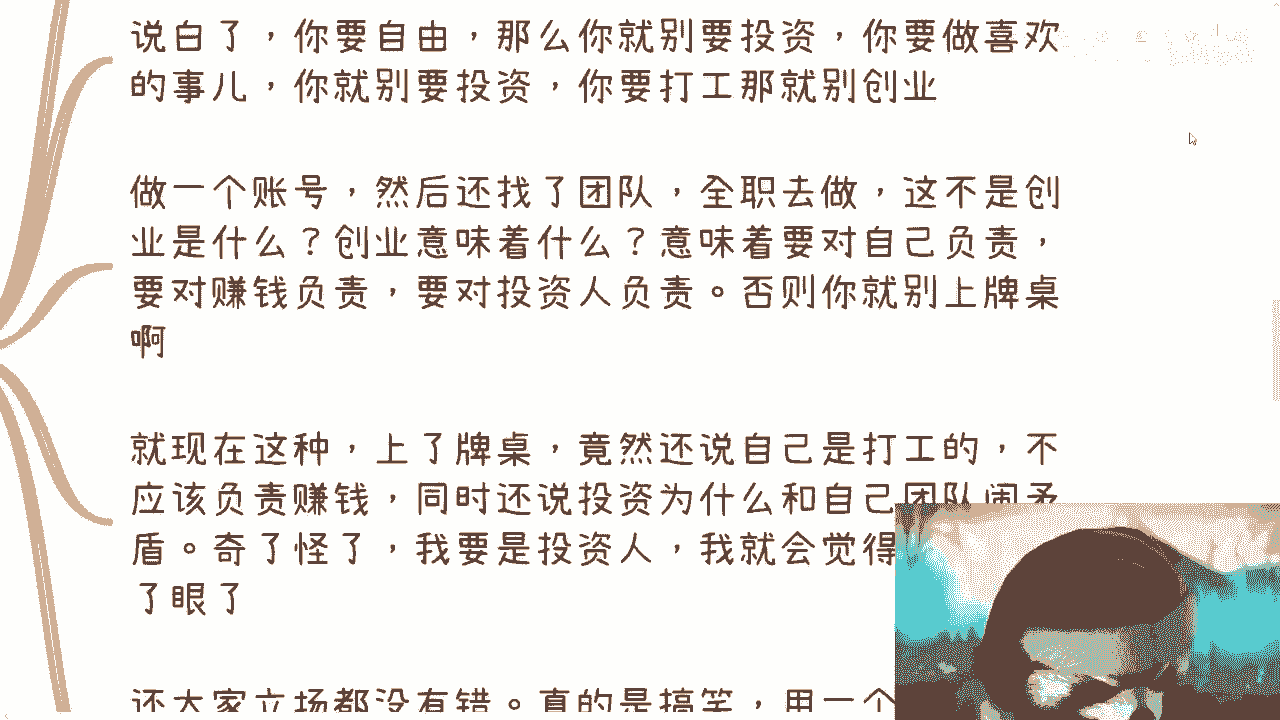 说白了，你要自由，那么你就别要投资，你要做喜欢
的事儿，你就别要投资，你要打工那就别创业
做一个账号，然后还找了团队，全职去做，这不是创
业是什么？创业意味着什么？意味着要对自己负责，
要对赚钱负责，要对投资人负责。否则你就别上牌桌
啊
就现在这种，上了牌桌，竟然还说自己是打工的，不
应该负责赚钱，同时还说投资为什么和自己团队闹矛
盾。奇了怪了，我要是投资人，我就会觉得
了眼了
还大家立场都没有错。真的是搞笑，用一个